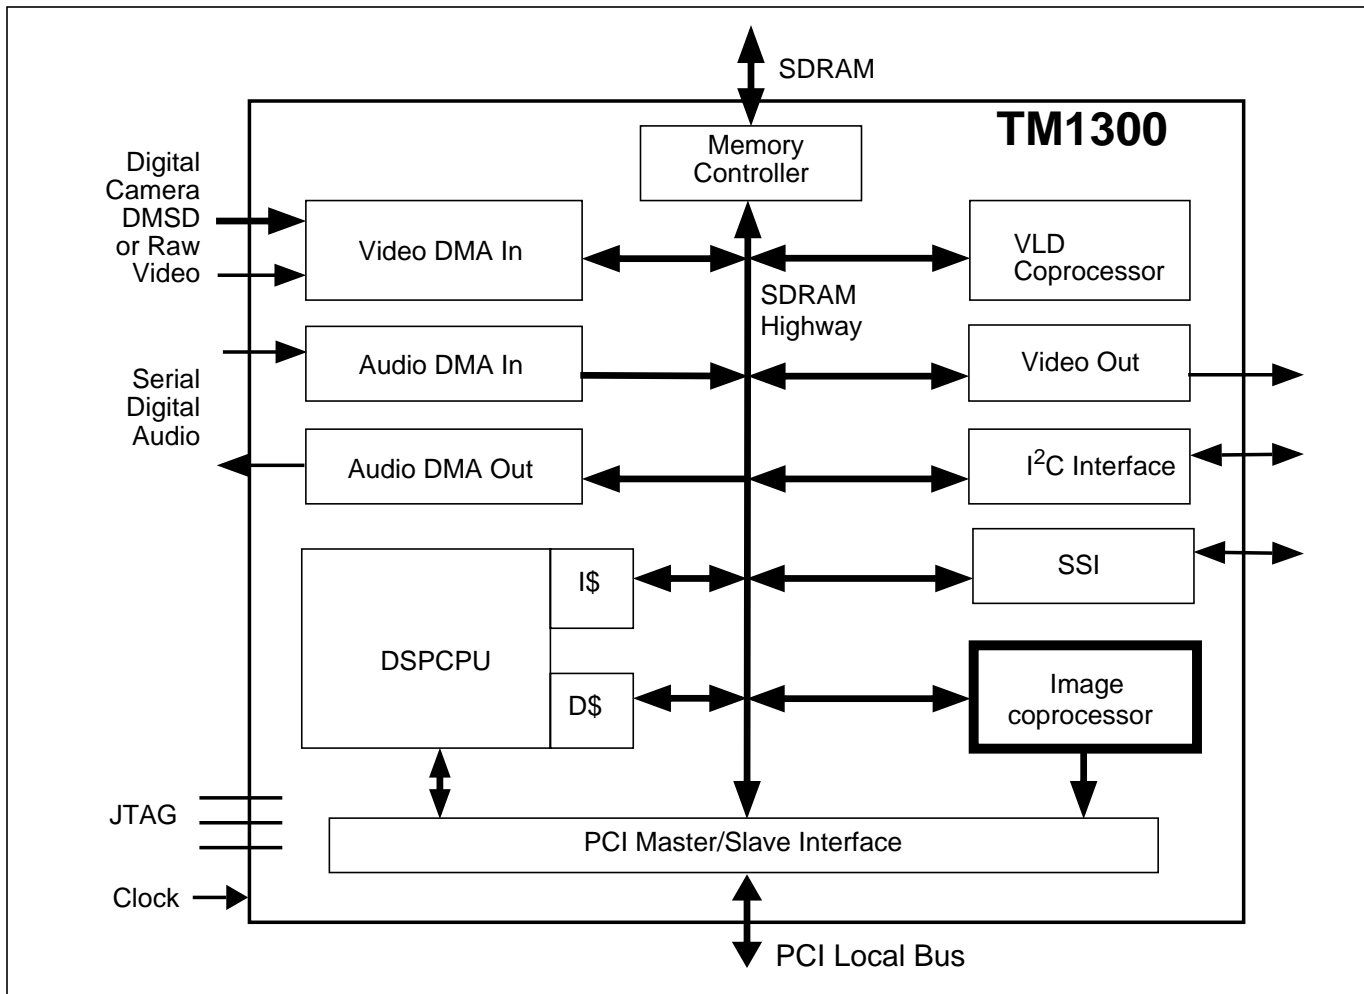 SDRAM
TM1300
Memory
Controller
Digital
Camera
DMSD
or Raw
Video
Video DMA In
VLD
Coprocessor
SDRAM
Highway
Audio DMA In
Video Out
Serial
Digital
Audio
Audio DMA Out
I²C Interface
I$
SSI
DSPCPU
D$
Image
coprocessor
JTAG
PCI Master/Slave Interface
Clock
PCI Local Bus